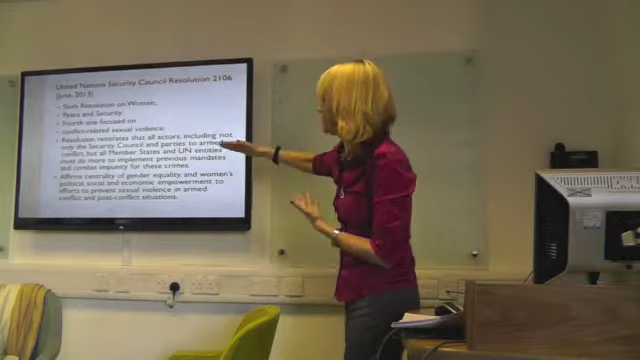 United Nations Security Council Resolution 2106
(June, 2013)
– Sixth Resolution on Women,
– Peace and Security
– Fourth one focused on
– conflict-related sexual violence:
– Resolution reiterates that all actors, including not
only the Security Council and parties to armed
conflict, but all Member States and UN entities
must do more to implement previous mandates
and combat impunity for these crimes.
– Affirms centrality of gender equality, and women's
political, social and economic empowerment to
efforts to prevent sexual violence in armed
conflict and post-conflict situations.